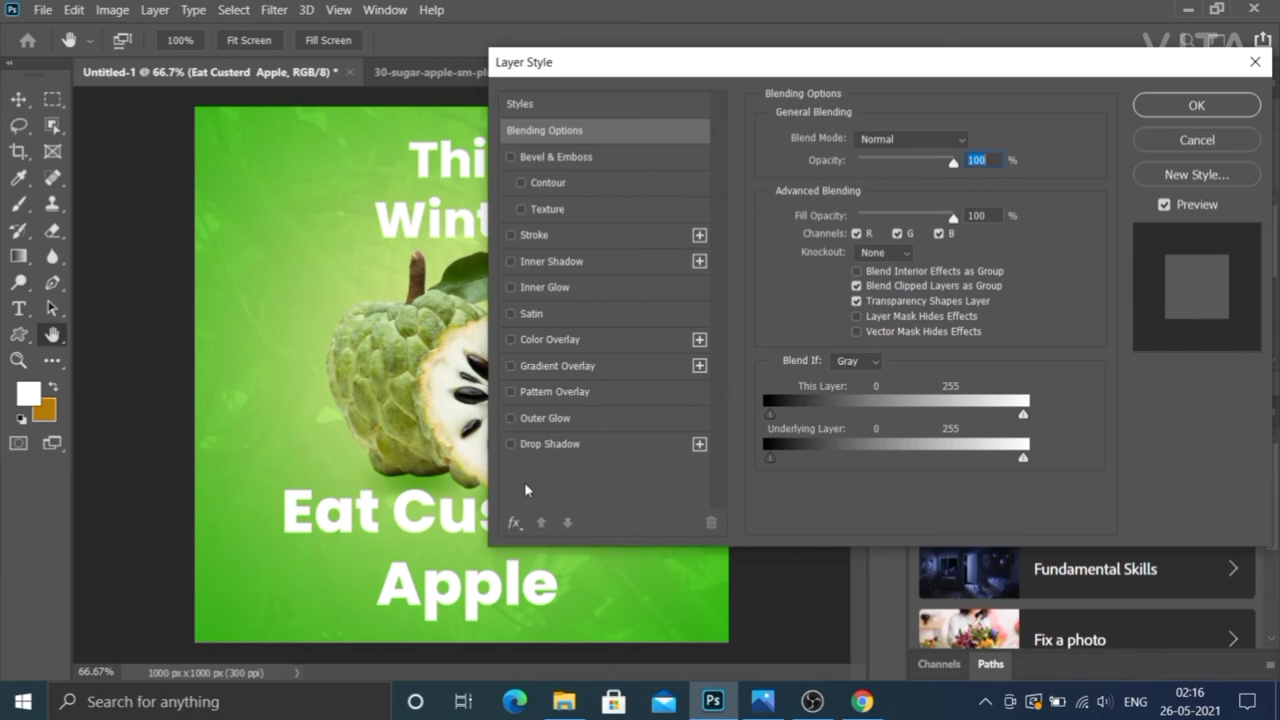 Ps File Edit Image Layer Type Select Filter 3D View Window Help
100% Fit Screen Fill Screen
Untitled-1 @ 66.7% (Eat Custerd Apple, RGB/8) *
30-sugar-apple-sm-pl
Layer Style
Styles
Blending Options
Bevel & Emboss
Contour
Texture
Stroke
Inner Shadow
Inner Glow
Satin
Color Overlay
Gradient Overlay
Pattern Overlay
Outer Glow
Drop Shadow
fx
Blending Options
General Blending
Blend Mode: Normal
Opacity: 100 %
Advanced Blending
Fill Opacity: 100 %
Channels: R G B
Knockout: None
Blend Interior Effects as Group
Blend Clipped Layers as Group
Transparency Shapes Layer
Layer Mask Hides Effects
Vector Mask Hides Effects
Blend If: Gray
This Layer: 0 255
Underlying Layer: 0 255
OK
Cancel
New Style...
Preview
Thi
Wint
Eat Cus
Apple
Fundamental Skills
Fix a photo
Channels Paths
66.67% 1000 px x 1000 px (300 ppi)
Search for anything
Ps
ENG
02:16
26-05-2021